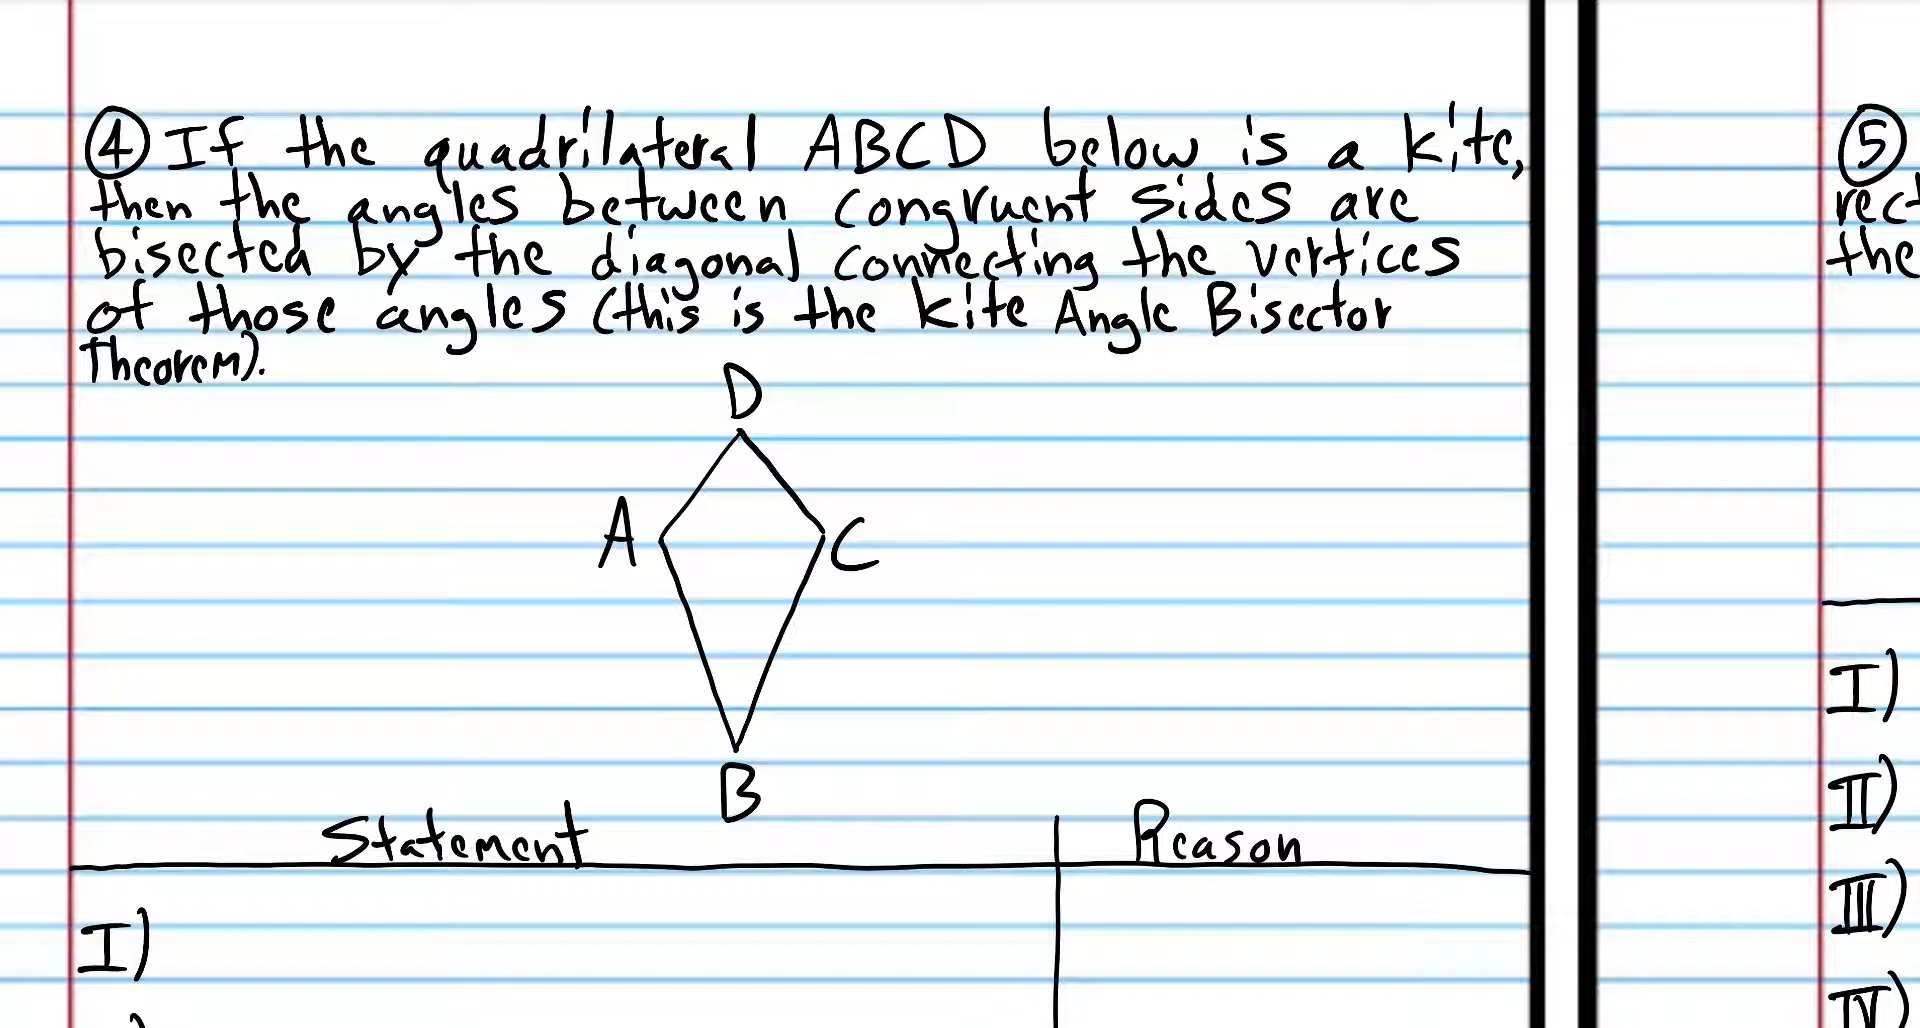 ④ If the quadrilateral ABCD below is a kite,
then the angles between congruent sides are
bisected by the diagonal connecting the vertices
of those angles (this is the Kite Angle Bisector
Theorem).
D
A
C
B
Statement
Reason
I)
⑤
the
I)
II)
III)
IV)